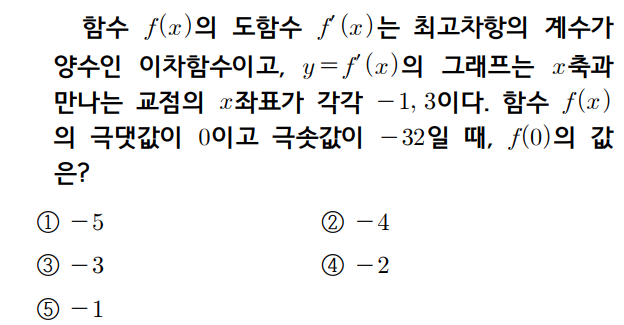 함수 f(x)의 도함수 f′(x)는 최고차항의 계수가
양수인 이차함수이고, y=f′(x)의 그래프는 x축과
만나는 교점의 x좌표가 각각 −1, 3이다. 함수 f(x)
의 극댓값이 0이고 극솟값이 −32일 때, f(0)의 값
은?
① −5 ② −4
③ −3 ④ −2
⑤ −1